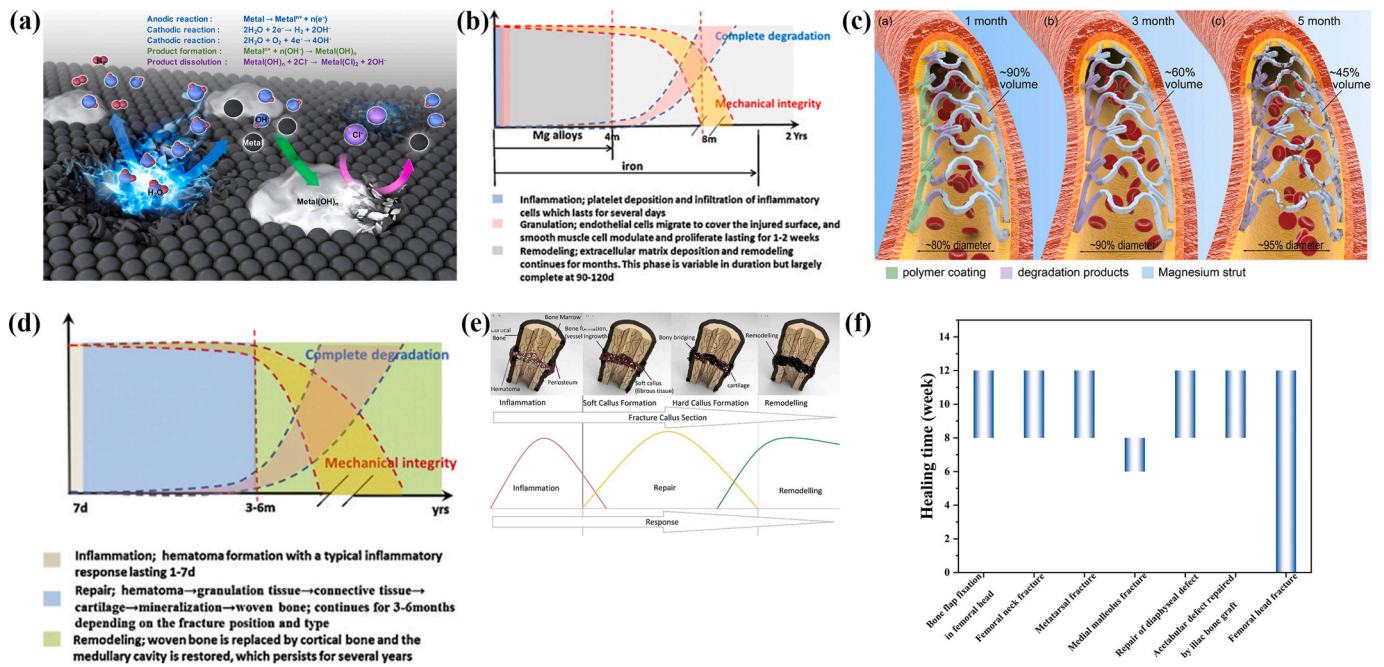 (a)
Anodic reaction : Metal → Metalⁿ⁺ + n(e⁻)
Cathodic reaction : 2H₂O + 2e⁻→ H₂ + 2OH⁻
Cathodic reaction : 2H₂O + O₂ + 4e⁻→ 4OH⁻
Product formation : Metalⁿ⁺ + n(OH⁻) → Metal(OH)ₙ
Product dissolution : Metal(OH)ₙ + 2Cl⁻→ Metal(Cl)₂ + 2OH⁻
H₂
OH⁻
Metal
Cl⁻
H₂O
Metal(OH)ₙ
(b)
Complete degradation
Mechanical integrity
4m
8m
2 Yrs
Mg alloys
iron
Inflammation; platelet deposition and infiltration of inflammatory
cells which lasts for several days
Granulation; endothelial cells migrate to cover the injured surface, and
smooth muscle cell modulate and proliferate lasting for 1-2 weeks
Remodeling; extracellular matrix deposition and remodeling
continues for months. This phase is variable in duration but largely
complete at 90-120d
(c)
(a)
1 month
~90%
volume
~80% diameter
(b)
3 month
~60%
volume
~90% diameter
(c)
5 month
~45%
volume
~95% diameter
polymer coating
degradation products
Magnesium strut
(d)
Complete degradation
Mechanical integrity
7d
3-6m
yrs
Inflammation; hematoma formation with a typical inflammatory
response lasting 1-7d
Repair; hematoma→granulation tissue→connective tissue→
cartilage→mineralization→woven bone; continues for 3-6months
depending on the fracture position and type
Remodeling; woven bone is replaced by cortical bone and the
medullary cavity is restored, which persists for several years
(e)
Cortical
Bone
Bone Marrow
Periosteum
Hematoma
Bone formation,
(vessel ingrowth)
Soft callus
(fibrous tissue)
Bony bridging
cartilage
Remodelling
Inflammation
Soft Callus Formation
Hard Callus Formation
Remodelling
Fracture Callus Section
Inflammation
Repair
Remodelling
Response
(f)
Healing time (week)
14
12
10
8
6
4
2
0
Bone flap fixation
in femoral head
Femoral neck fracture
Metatarsal fracture
Medial malleolus fracture
Repair of diaphyseal defect
Acetabular defect repaired
by iliac bone graft
Femoral head fracture